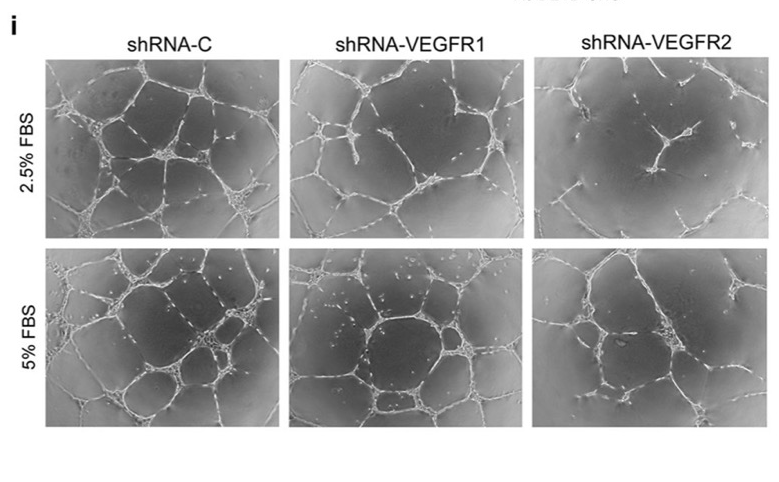 i
shRNA-C
shRNA-VEGFR1
shRNA-VEGFR2
2.5% FBS
5% FBS